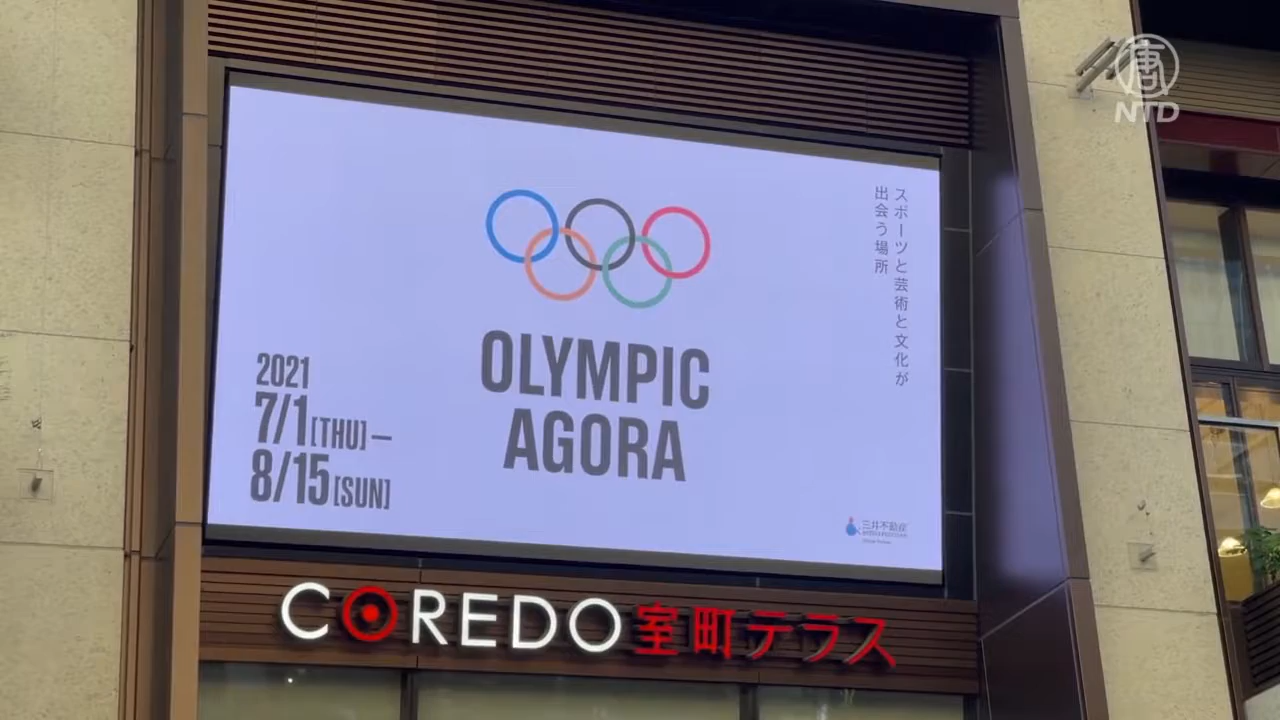 唐
NTD
OLYMPIC
AGORA
2021
7/1[THU]–
8/15[SUN]
スポーツと芸術と文化が
出会う場所
三井不動産
COREDO室町テラス